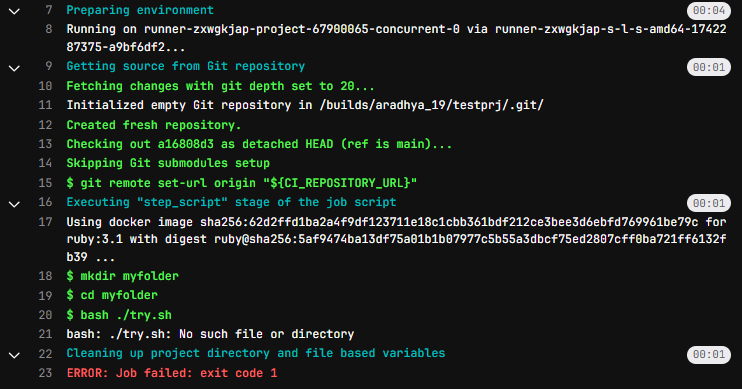 7 Preparing environment 00:04
8 Running on runner-zxwgkjap-project-67900065-concurrent-0 via runner-zxwgkjap-s-l-s-amd64-17422
87375-a9bf6df2...
9 Getting source from Git repository 00:01
10 Fetching changes with git depth set to 20...
11 Initialized empty Git repository in /builds/aradhya_19/testprj/.git/
12 Created fresh repository.
13 Checking out a16808d3 as detached HEAD (ref is main)...
14 Skipping Git submodules setup
15 $ git remote set-url origin "${CI_REPOSITORY_URL}"
16 Executing "step_script" stage of the job script 00:01
17 Using docker image sha256:62d2ffd1ba2a4f9df123711e18c1cbb361bdf212ce3bee3d6ebfd769961be79c for
ruby:3.1 with digest ruby@sha256:5af9474ba13df75a01b1b07977c5b55a3dbcf75ed2807cff0ba721ff6132f
b39 ...
18 $ mkdir myfolder
19 $ cd myfolder
20 $ bash ./try.sh
21 bash: ./try.sh: No such file or directory
22 Cleaning up project directory and file based variables 00:01
23 ERROR: Job failed: exit code 1